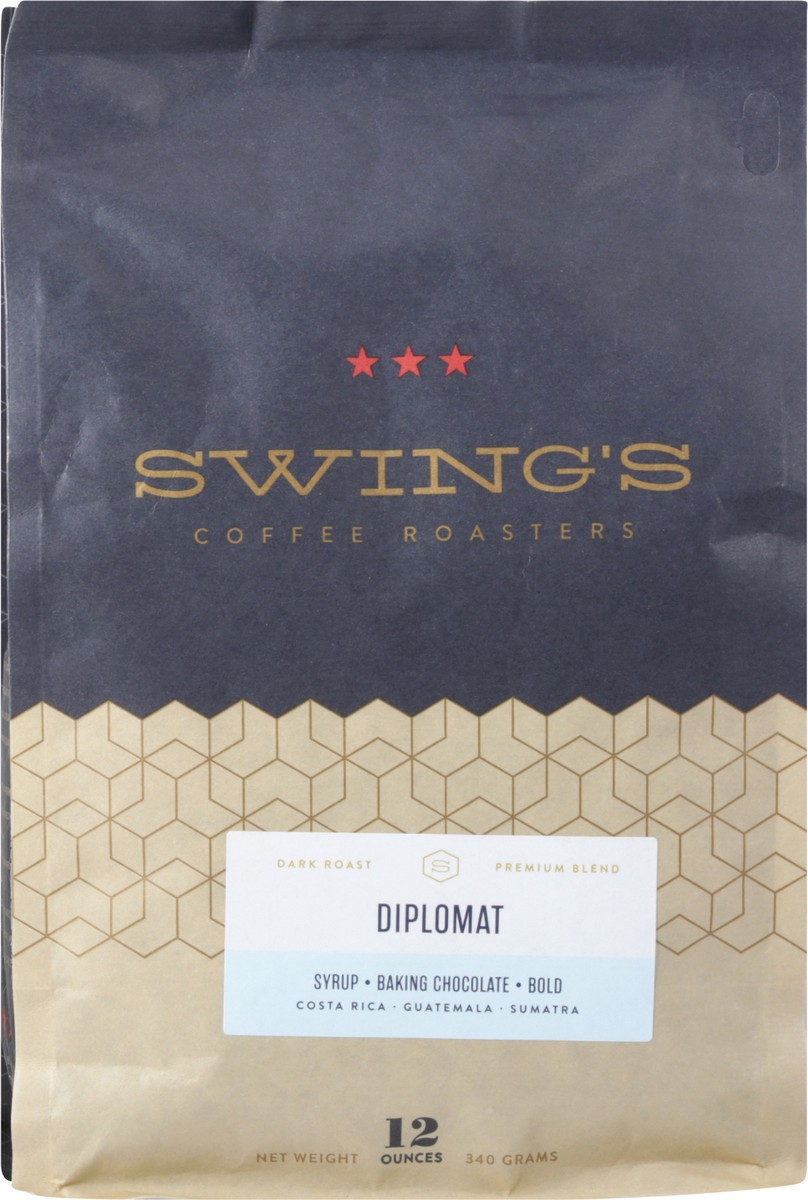 SWING'S
COFFEE ROASTERS
DARK ROAST S PREMIUM BLEND
DIPLOMAT
SYRUP • BAKING CHOCOLATE • BOLD
COSTA RICA · GUATEMALA · SUMATRA
NET WEIGHT 12 OUNCES 340 GRAMS